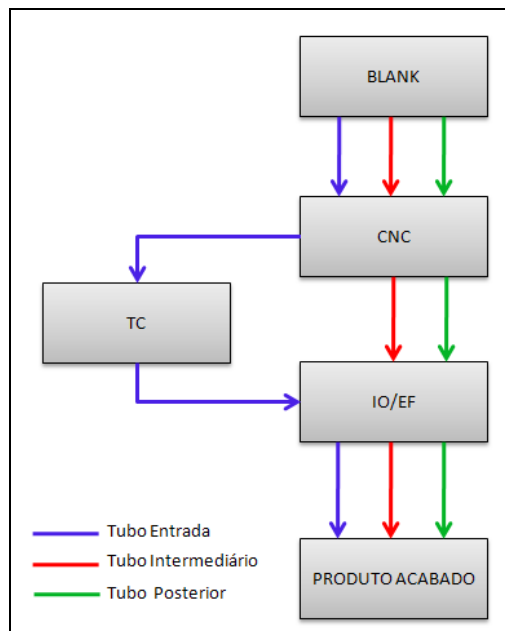 BLANK
CNC
TC
IO/EF
Tubo Entrada
Tubo Intermediário
Tubo Posterior
PRODUTO ACABADO